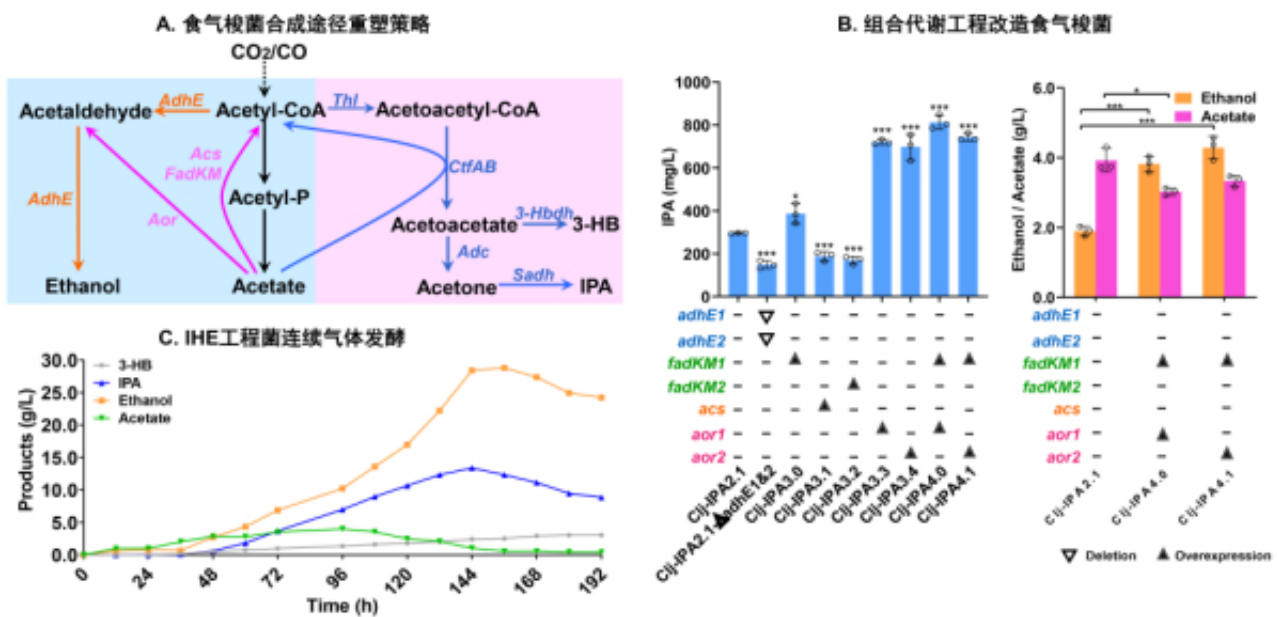 A. 食气梭菌合成途径重塑策略
CO2/CO
Acetaldehyde
AdhE
Acetyl-CoA
Thl
Acetoacetyl-CoA
Acs
FadKM
CtfAB
AdhE
Aor
Acetyl-P
Acetoacetate
3-Hbdh
3-HB
Adc
Ethanol
Acetate
Acetone
Sadh
IPA
B. 组合代谢工程改造食气梭菌
IPA (mg/L)
1000
800
600
400
200
0
***
*
***
***
***
***
***
***
adhE1
adhE2
fadKM1
fadKM2
acs
aor1
aor2
Clj-IPA2.1
Clj-IPA2.1-▲adhE1&2
Clj-IPA3.0
Clj-IPA3.1
Clj-IPA3.2
Clj-IPA3.3
Clj-IPA3.4
Clj-IPA4.0
Clj-IPA4.1
Ethanol / Acetate (g/L)
6.0
4.0
2.0
0.0
Ethanol
Acetate
*
***
***
adhE1
adhE2
fadKM1
fadKM2
acs
aor1
aor2
Clj-IPA2.1
Clj-IPA4.0
Clj-IPA4.1
Deletion
Overexpression
C. IHE工程菌连续气体发酵
Products (g/L)
30.0
25.0
20.0
15.0
10.0
5.0
0.0
3-HB
IPA
Ethanol
Acetate
0
24
48
72
96
120
144
168
192
Time (h)